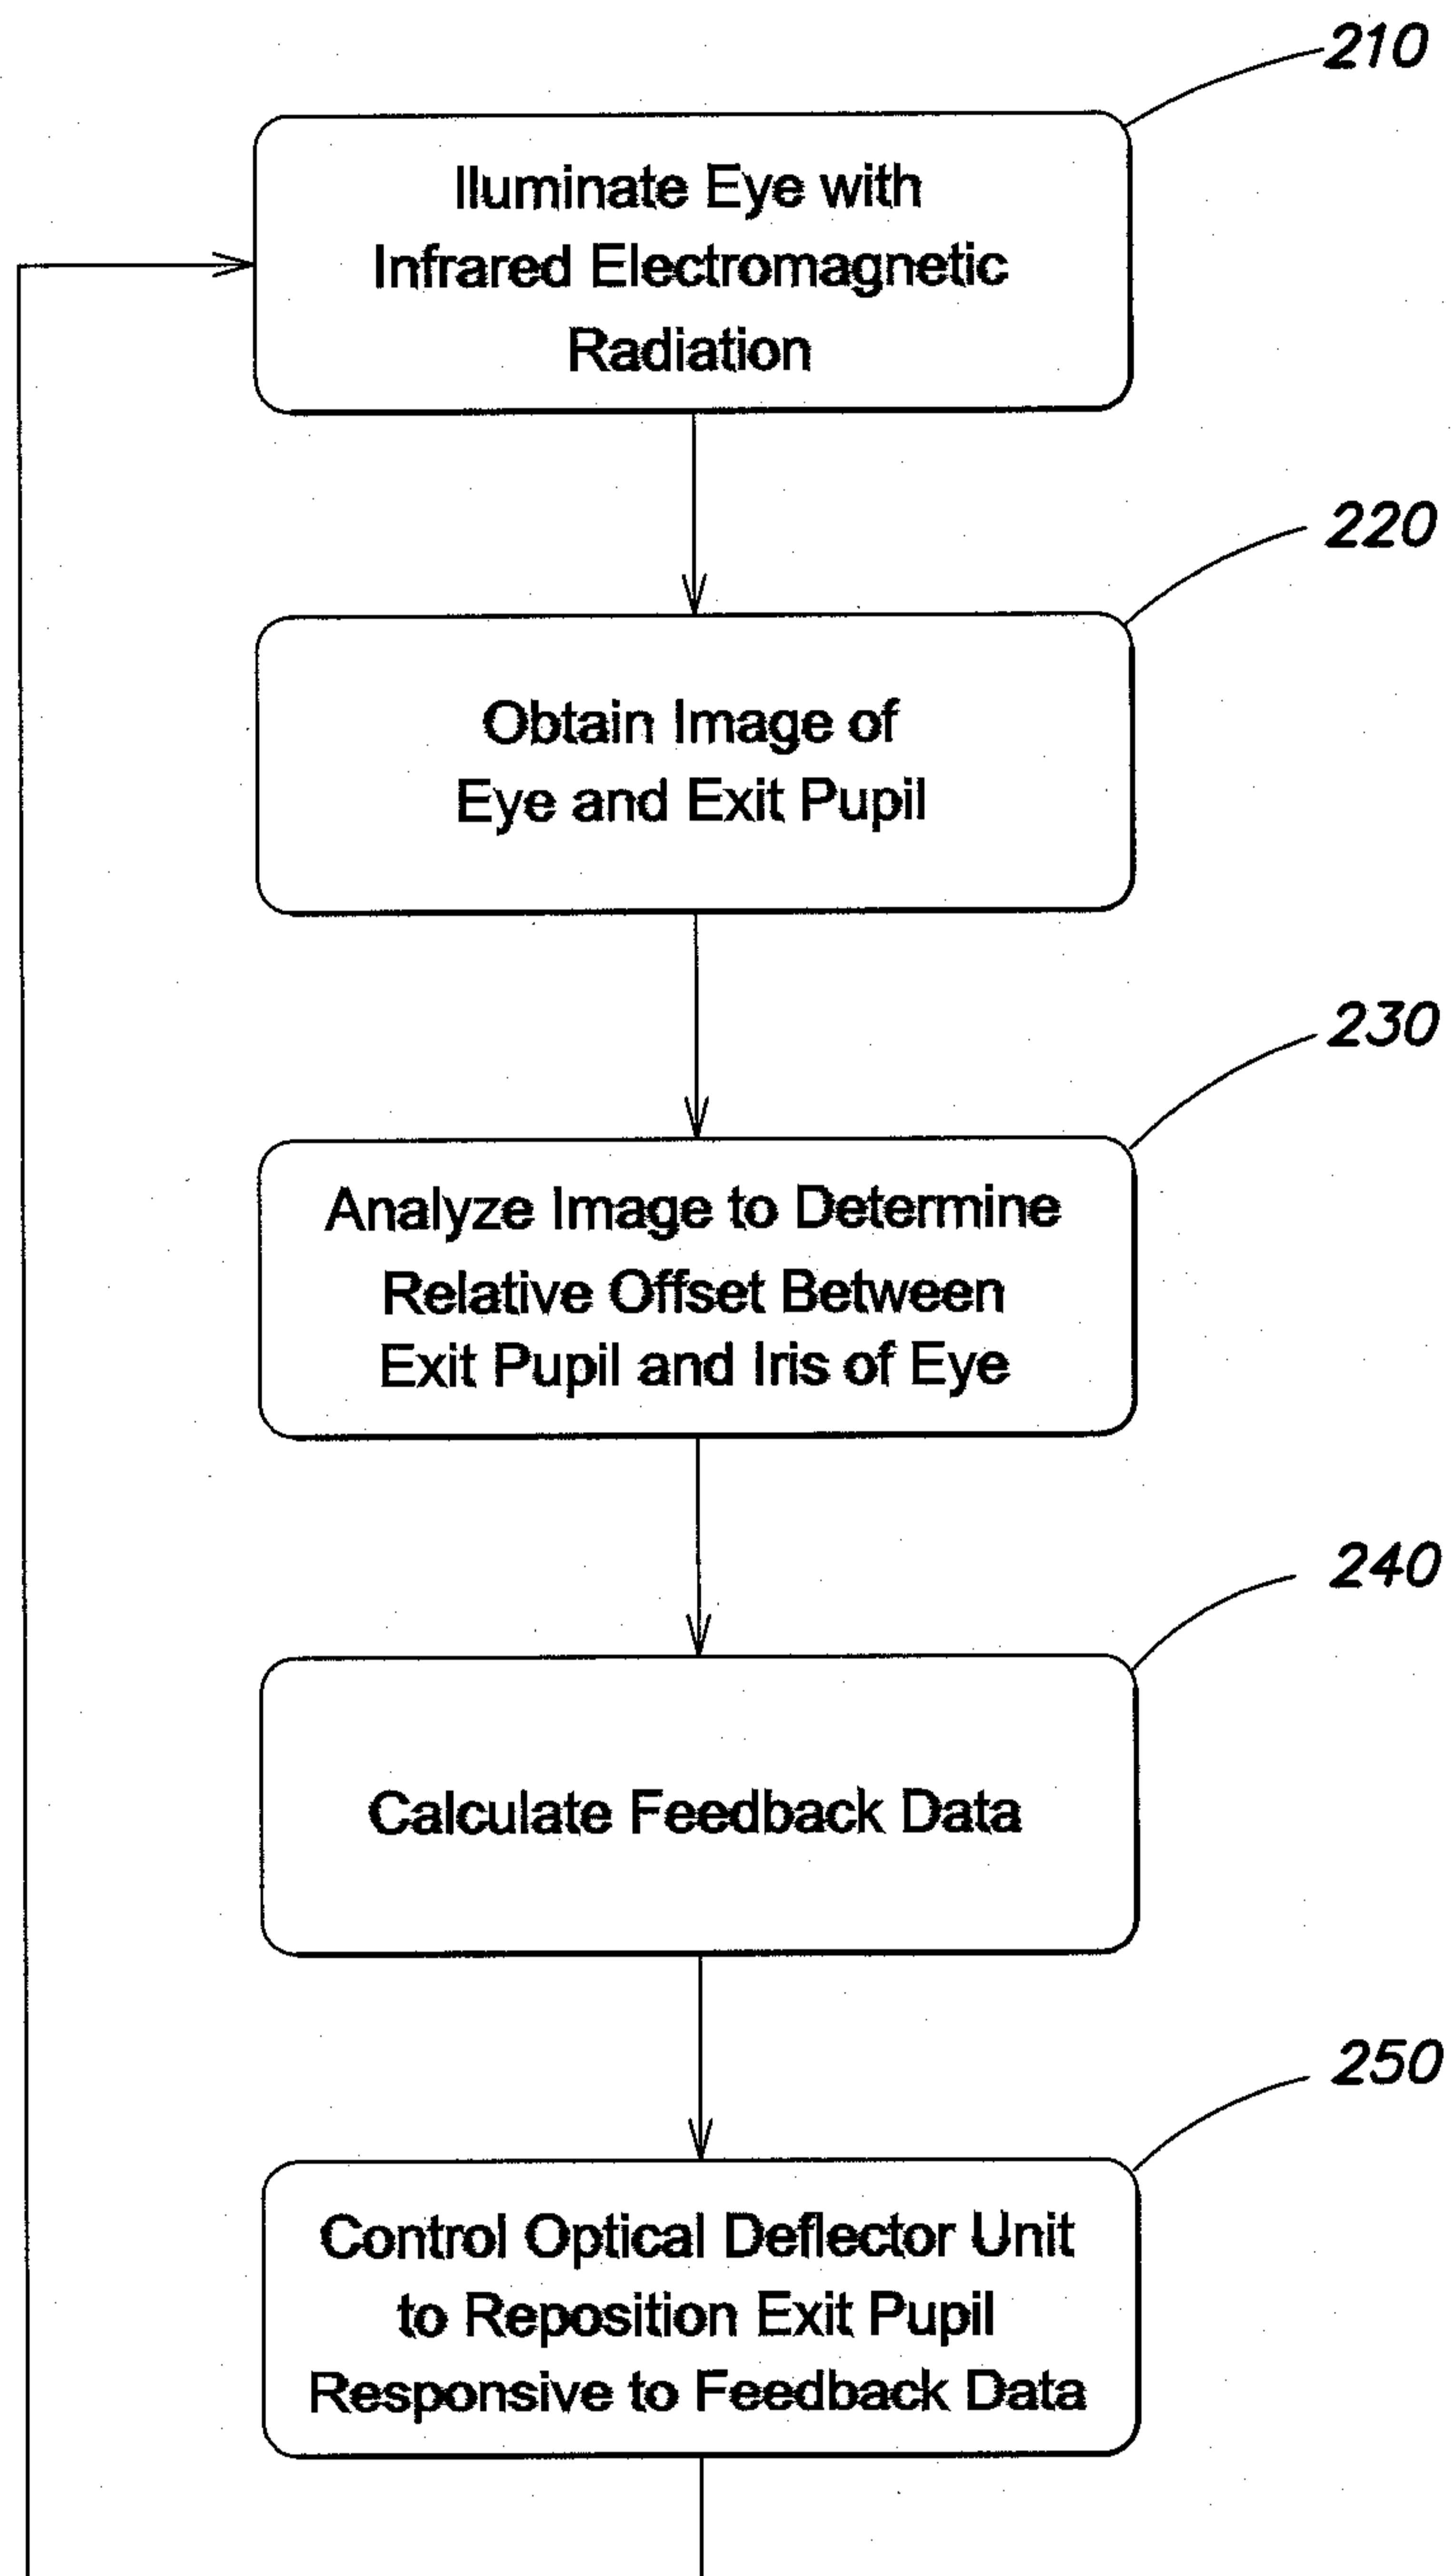 210
Iluminate Eye with
Infrared Electromagnetic
Radiation
220
Obtain Image of
Eye and Exit Pupil
230
Analyze Image to Determine
Relative Offset Between
Exit Pupil and Iris of Eye
240
Calculate Feedback Data
250
Control Optical Deflector Unit
to Reposition Exit Pupil
Responsive to Feedback Data